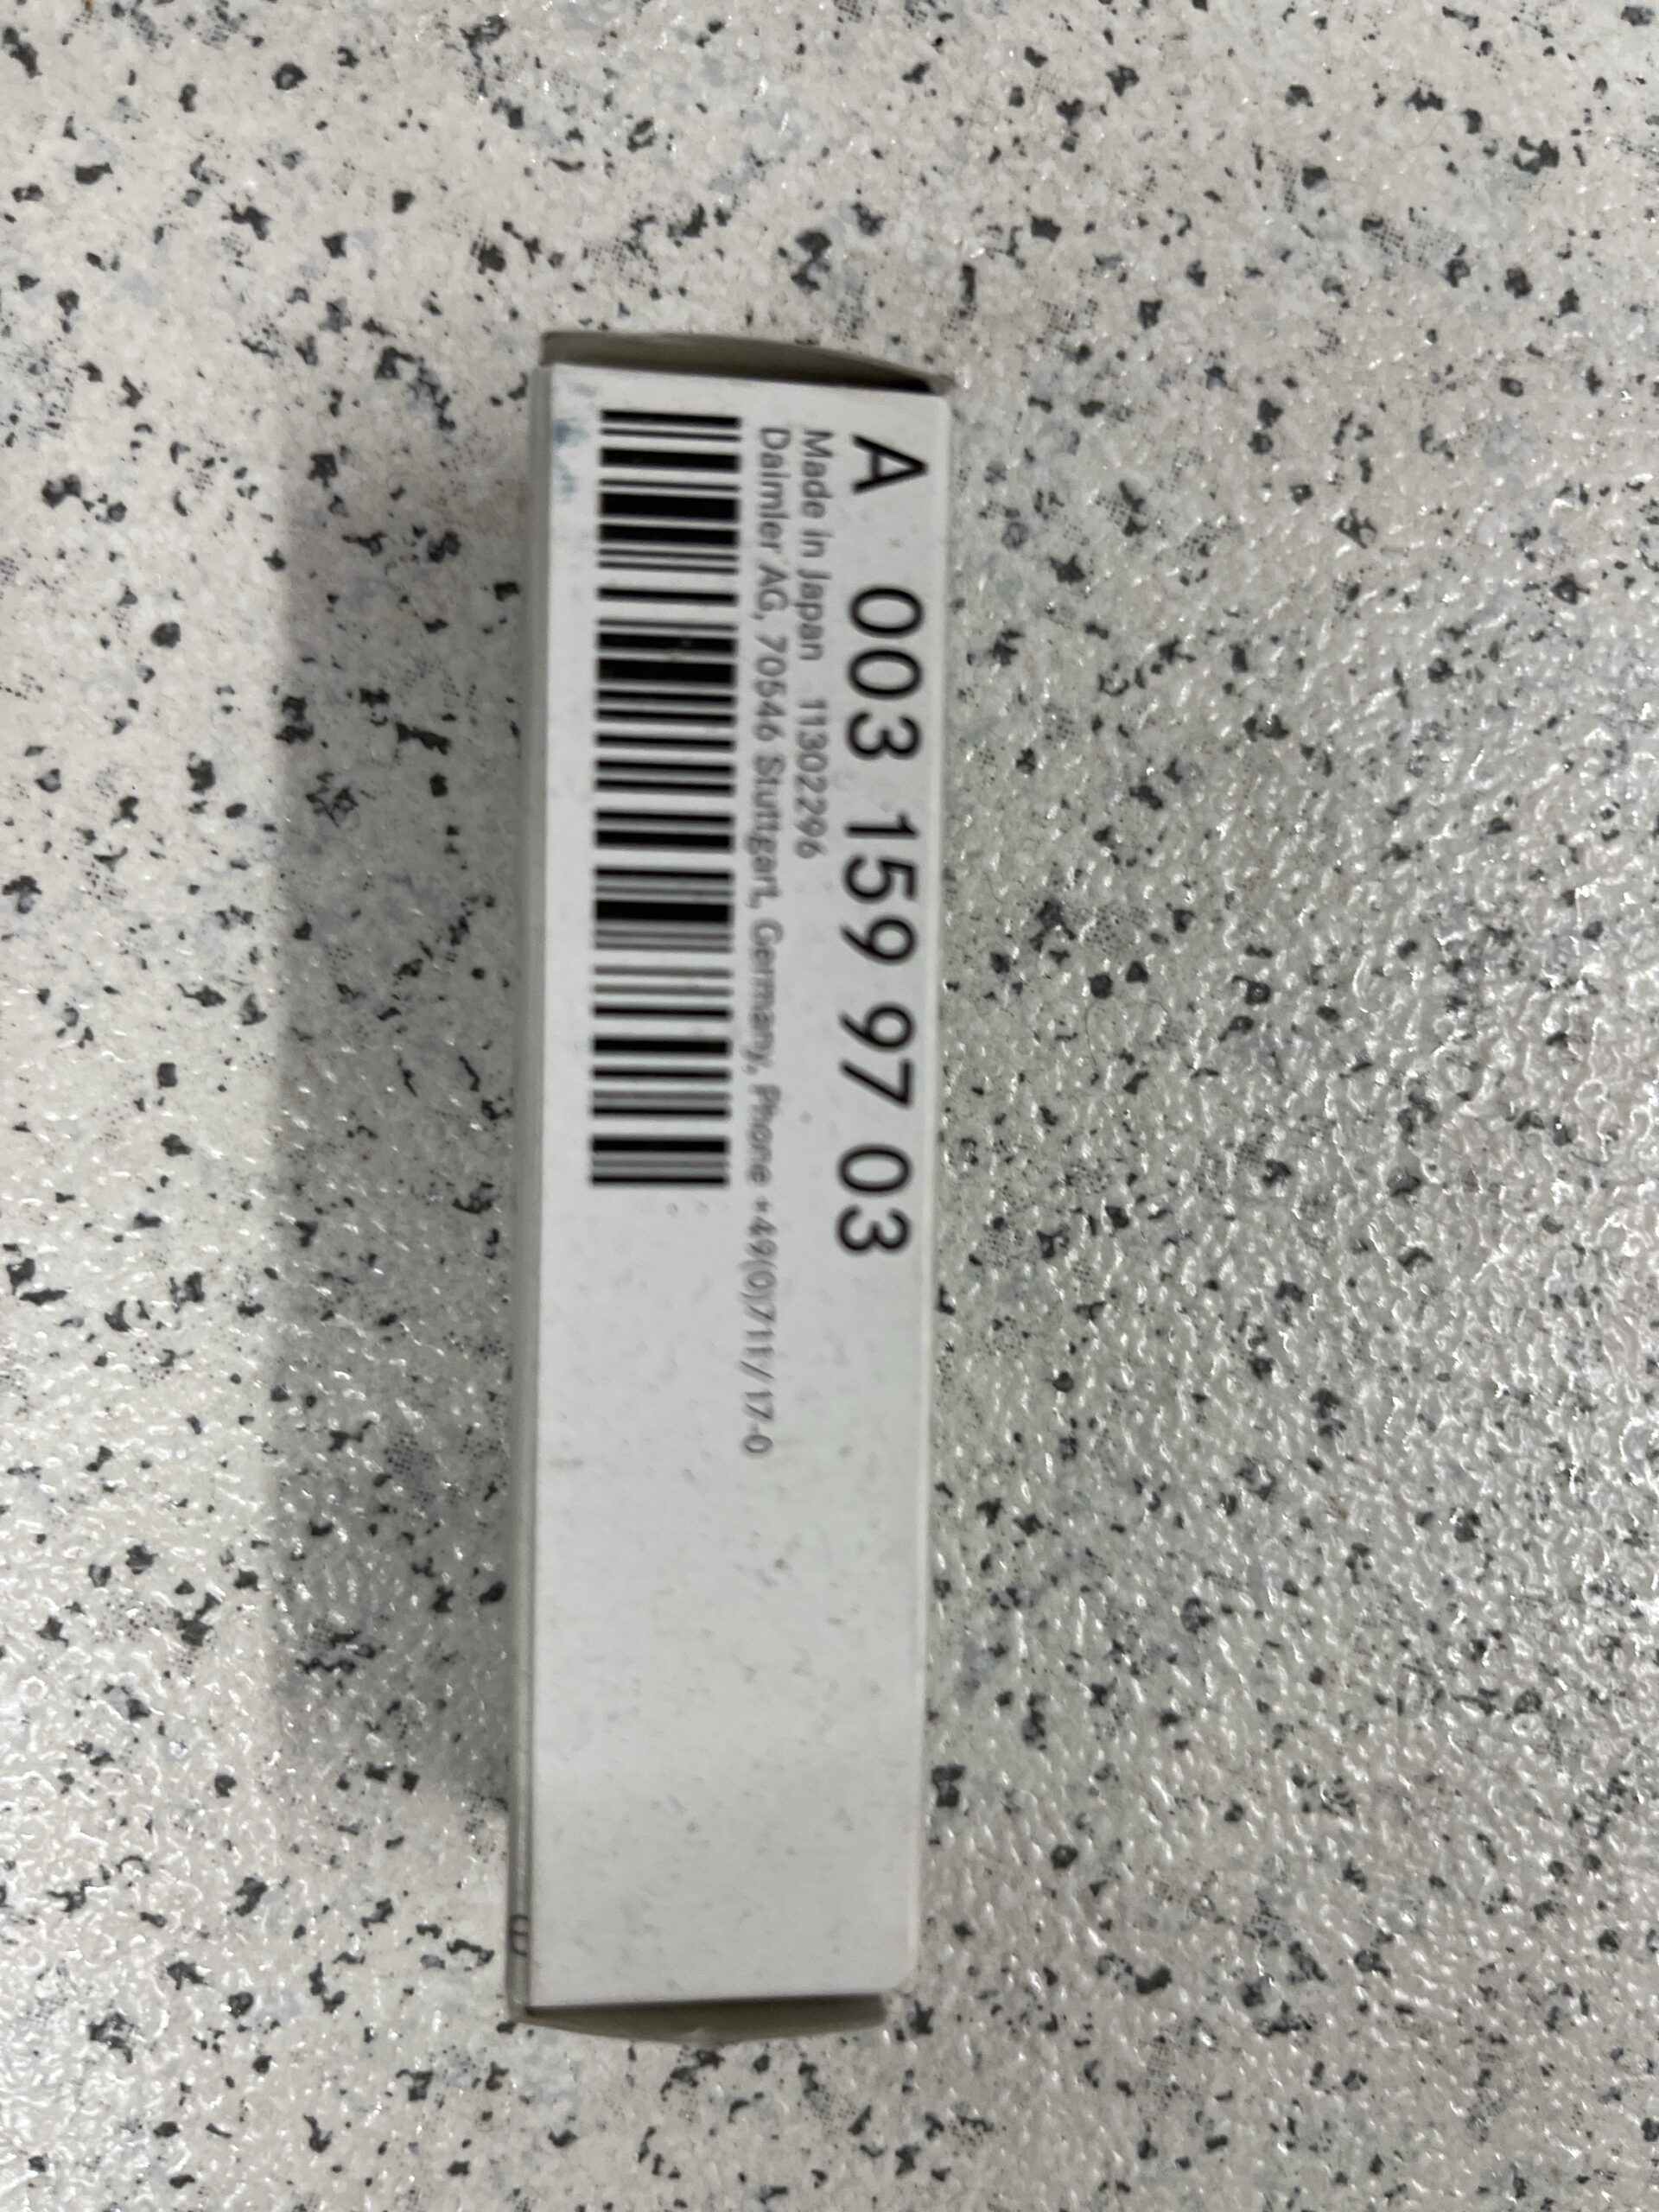 A 003 159 97 03
Made in Japan 11302296
Daimler AG, 70546 Stuttgart, Germany, Phone +49(0)711/17-0